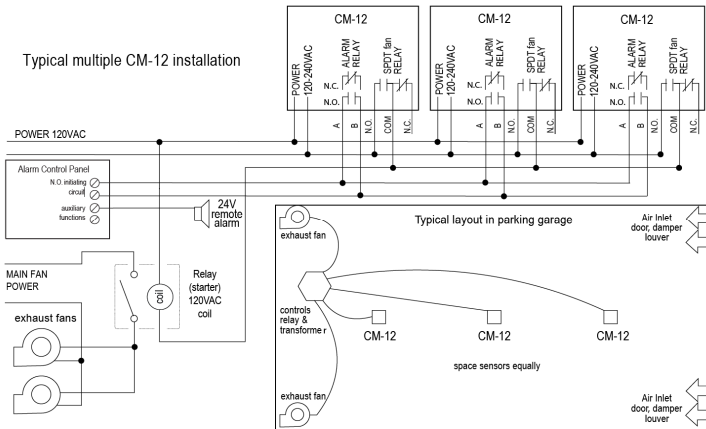 Typical multiple CM-12 installation
CM-12
CM-12
CM-12
POWER
120-240VAC
ALARM
RELAY
N.C.
N.O.
SPDT fan
RELAY
POWER
120-240VAC
ALARM
RELAY
N.C.
N.O.
SPDT fan
RELAY
POWER
120-240VAC
ALARM
RELAY
N.C.
N.O.
SPDT fan
RELAY
A
B
N.O.
COM
N.C.
A
B
N.O.
COM
N.C.
A
B
N.O.
COM
N.C.
POWER 120VAC
Alarm Control Panel
N.O. initiating
circuit
auxiliary
functions
24V
remote
alarm
MAIN FAN
POWER
exhaust fans
coil
Relay
(starter)
120VAC
coil
Typical layout in parking garage
exhaust fan
Air Inlet
door, damper
louver
controls
relay &
transformer
CM-12
CM-12
CM-12
space sensors equally
exhaust fan
Air Inlet
door, damper
louver